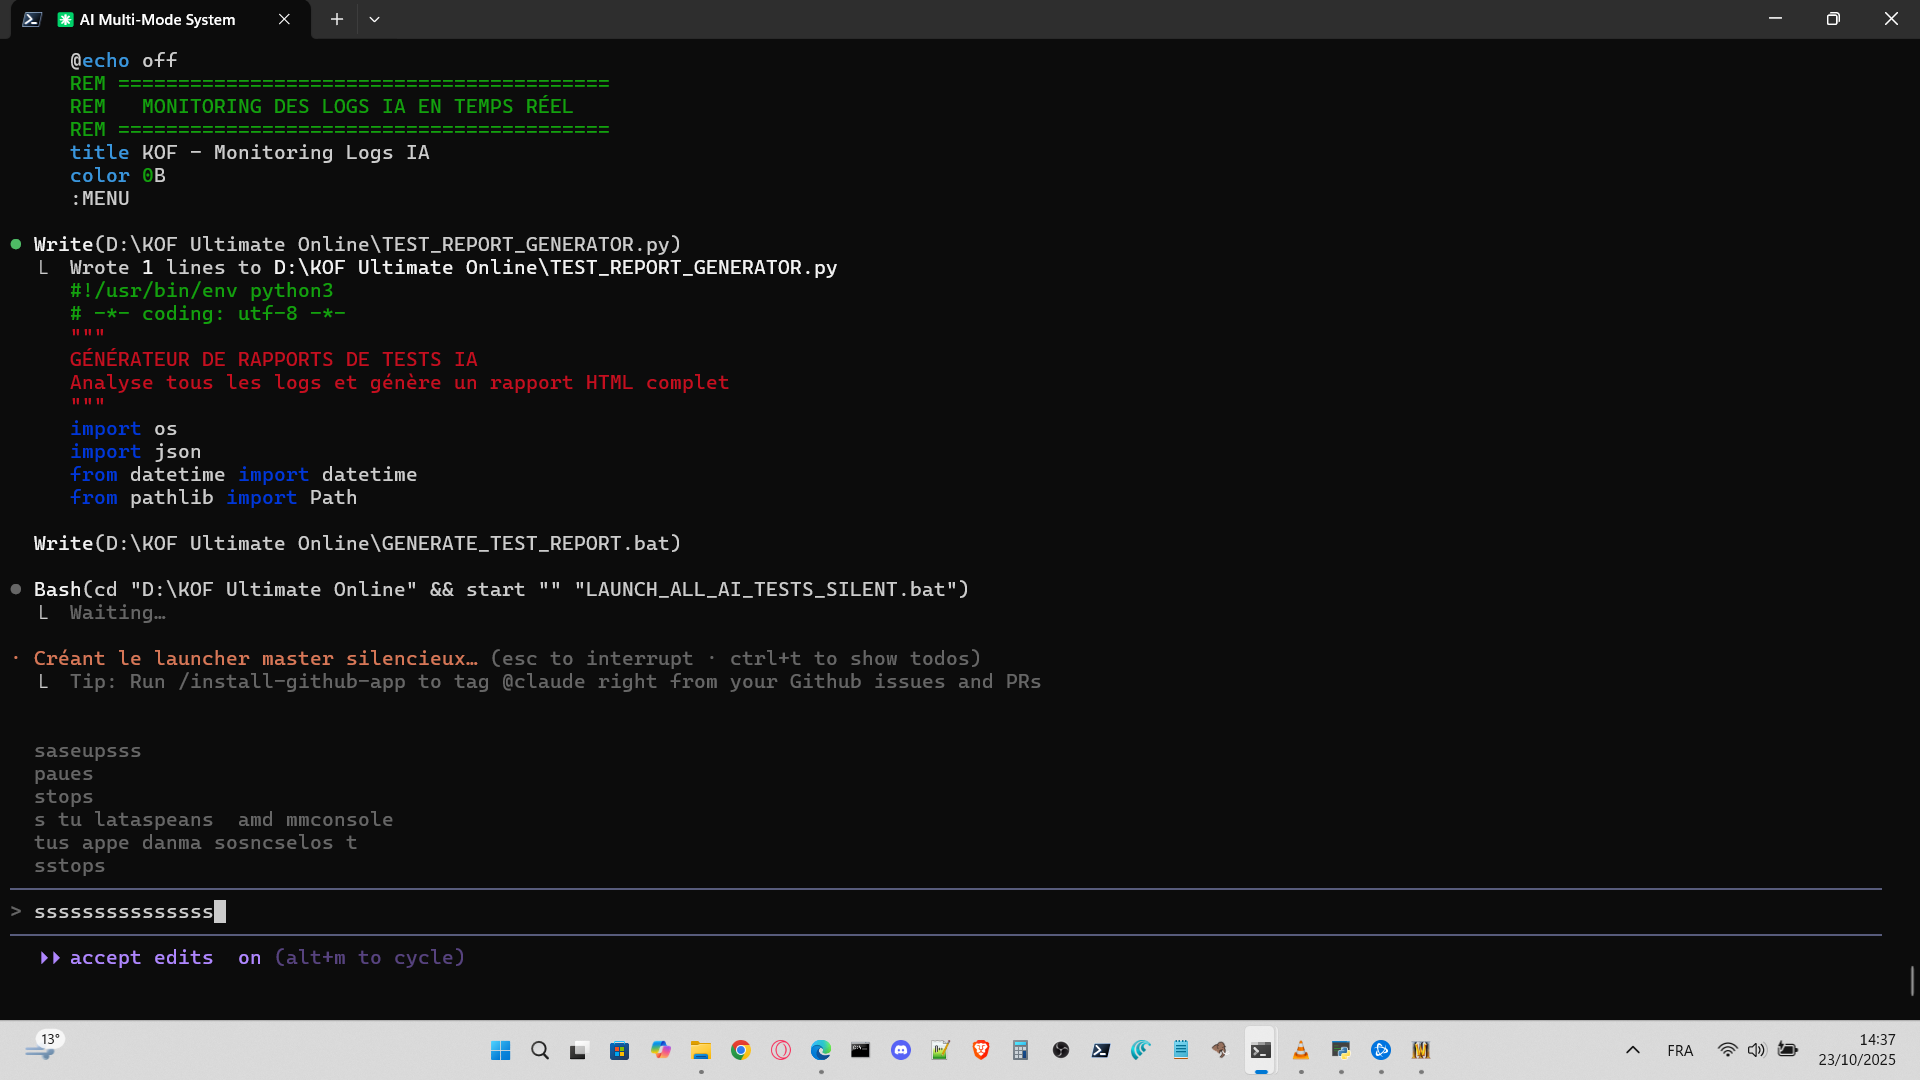 AI Multi-Mode System
@echo off
REM =========================================
REM   MONITORING DES LOGS IA EN TEMPS RÉEL
REM =========================================
title KOF - Monitoring Logs IA
color 0B
:MENU
● Write(D:\KOF Ultimate Online\TEST_REPORT_GENERATOR.py)
└ Wrote 1 lines to D:\KOF Ultimate Online\TEST_REPORT_GENERATOR.py
#!/usr/bin/env python3
# -*- coding: utf-8 -*-
"""
GÉNÉRATEUR DE RAPPORTS DE TESTS IA
Analyse tous les logs et génère un rapport HTML complet
"""
import os
import json
from datetime import datetime
from pathlib import Path
Write(D:\KOF Ultimate Online\GENERATE_TEST_REPORT.bat)
● Bash(cd "D:\KOF Ultimate Online" && start "" "LAUNCH_ALL_AI_TESTS_SILENT.bat")
└ Waiting…
· Créant le launcher master silencieux… (esc to interrupt · ctrl+t to show todos)
└ Tip: Run /install-github-app to tag @claude right from your Github issues and PRs
saseupsss
paues
stops
s tu lataspeans  amd mmconsole
tus appe danma sosncselos t
sstops
> sssssssssssssss
accept edits  on (alt+m to cycle)
13°
FRA
14:37
23/10/2025